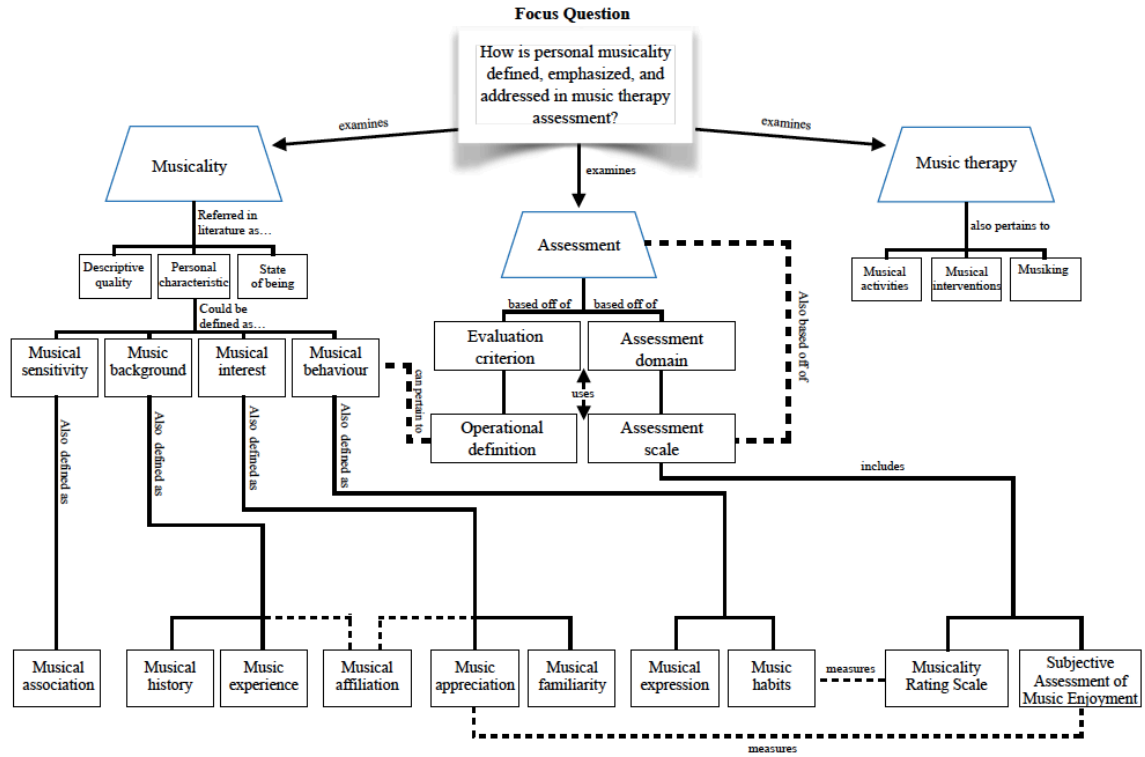 Focus Question
How is personal musicality
defined, emphasized, and
addressed in music therapy
assessment?
examines
examines
examines
Musicality
Music therapy
Assessment
Referred in
literature as…
also pertains to
Descriptive
quality
Personal
characteristic
State
of being
Musical
activities
Musical
interventions
Musiking
Could be
defined as…
based off of
based off of
Also based off of
Musical
sensitivity
Music
background
Musical
interest
Musical
behaviour
Evaluation
criterion
Assessment
domain
can pertain to
uses
Operational
definition
Assessment
scale
Also defined as
Also defined as
Also defined as
Also defined as
includes
Musical
association
Musical
history
Music
experience
Musical
affiliation
Music
appreciation
Musical
familiarity
Musical
expression
Music
habits
measures
Musicality
Rating Scale
Subjective
Assessment of
Music Enjoyment
measures